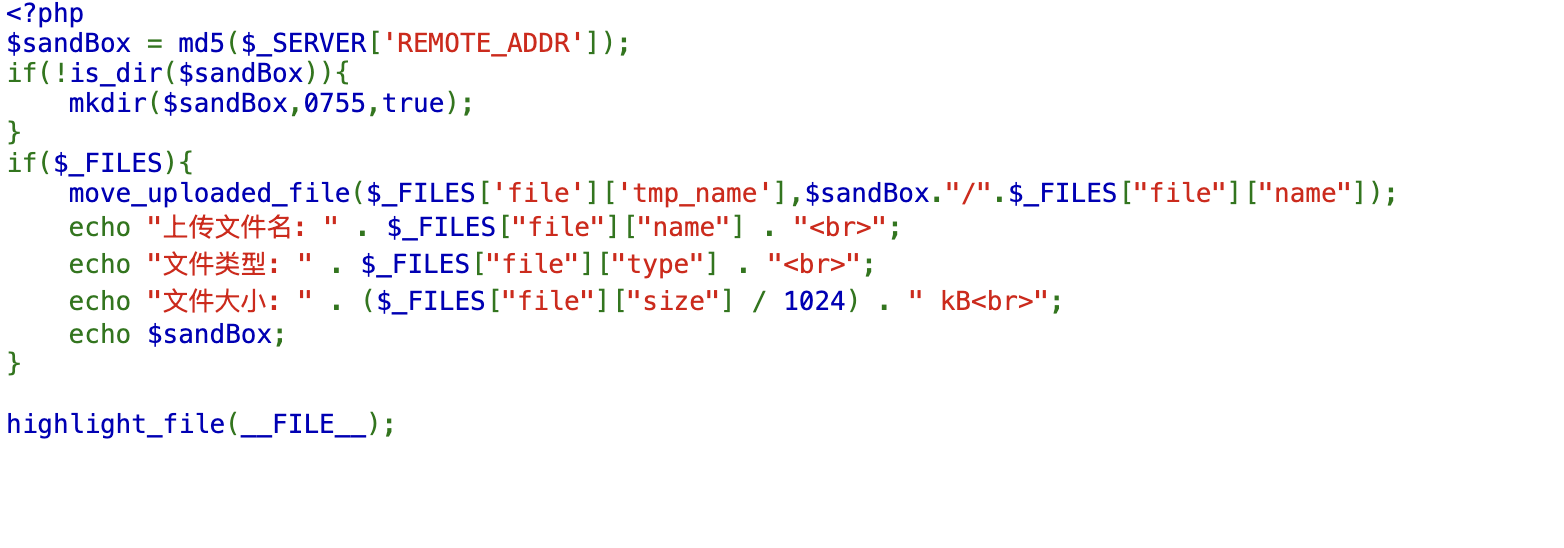 <?php
$sandBox = md5($_SERVER['REMOTE_ADDR']);
if(!is_dir($sandBox)){
    mkdir($sandBox,0755,true);
}
if($_FILES){
    move_uploaded_file($_FILES['file']['tmp_name'],$sandBox."/".$_FILES["file"]["name"]);
    echo "上传文件名: " . $_FILES["file"]["name"] . "<br>";
    echo "文件类型: " . $_FILES["file"]["type"] . "<br>";
    echo "文件大小: " . ($_FILES["file"]["size"] / 1024) . " kB<br>";
    echo $sandBox;
}
highlight_file(__FILE__);